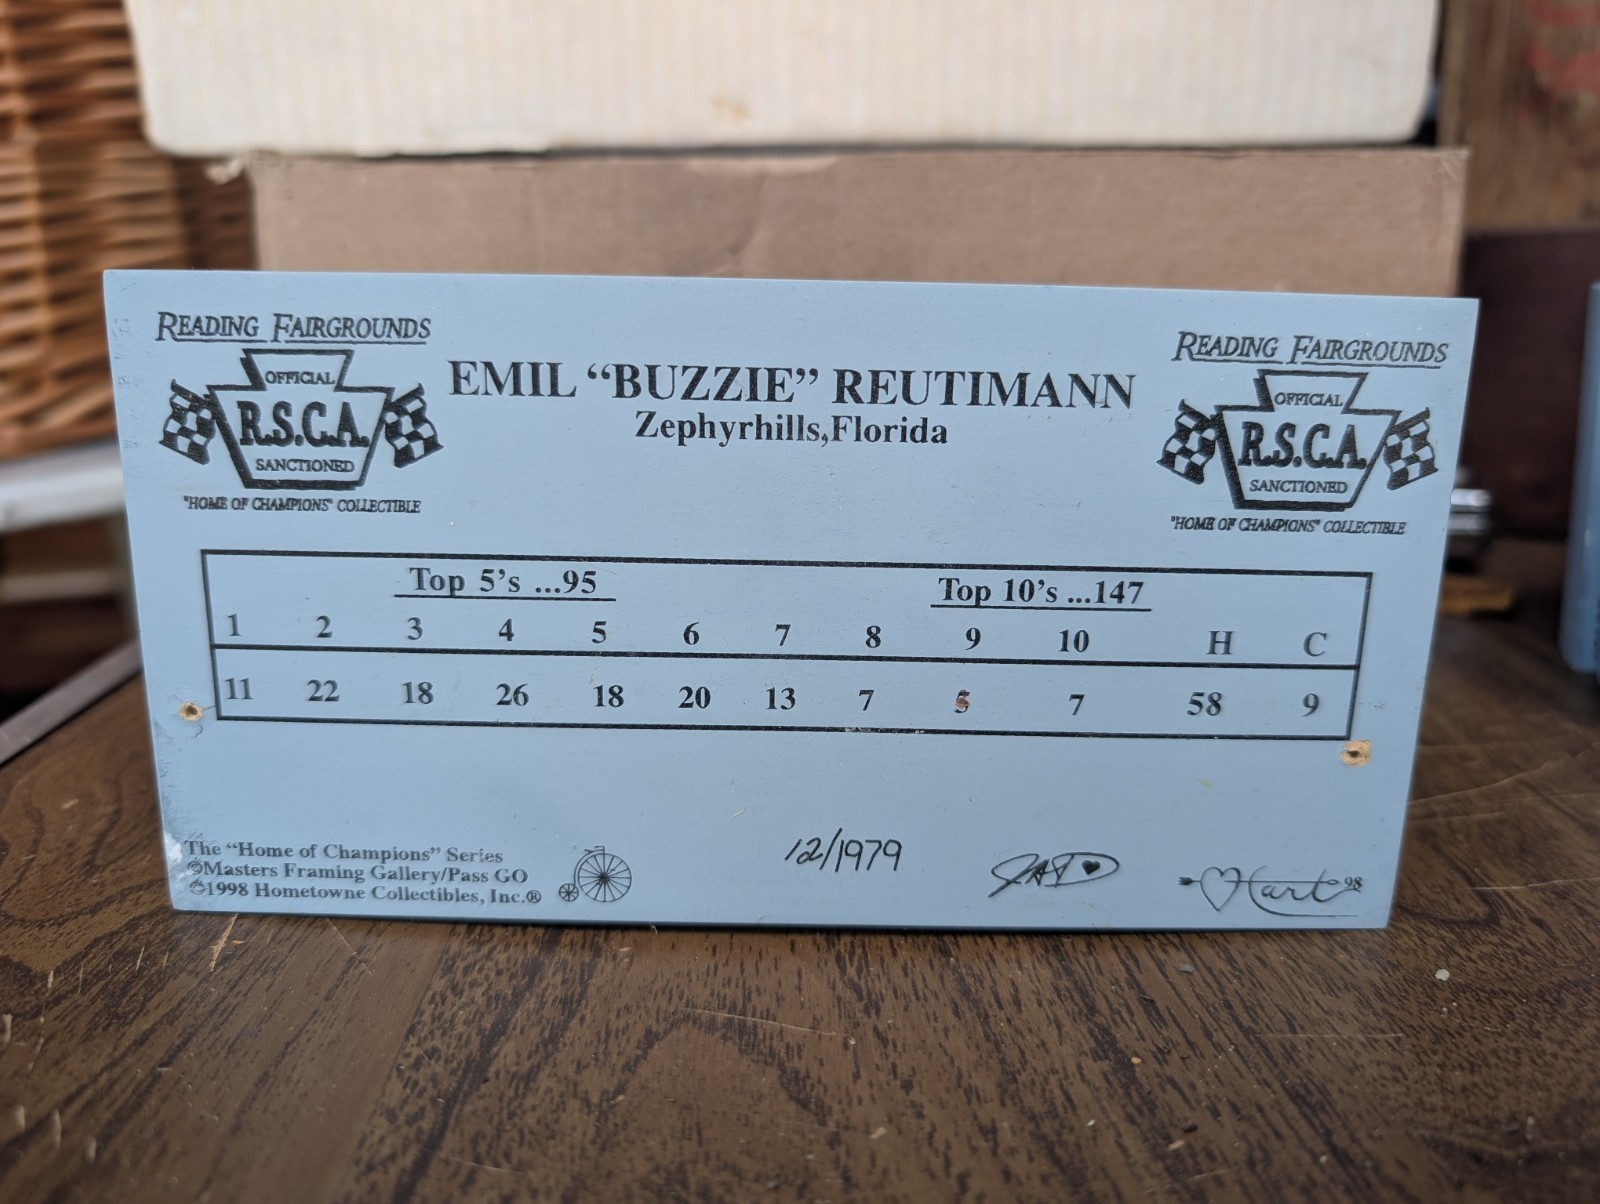 READING FAIRGROUNDS
OFFICIAL
R.S.C.A.
SANCTIONED
"HOME OF CHAMPIONS" COLLECTIBLE
EMIL “BUZZIE” REUTIMANN
Zephyrhills,Florida
READING FAIRGROUNDS
OFFICIAL
R.S.C.A.
SANCTIONED
"HOME OF CHAMPIONS" COLLECTIBLE
Top 5’s ...95 Top 10’s ...147
1 2 3 4 5 6 7 8 9 10 H C
11 22 18 26 18 20 13 7 5 7 58 9
The “Home of Champions” Series
©Masters Framing Gallery/Pass GO
©1998 Hometowne Collectibles, Inc.®
12/1979
Hart 98